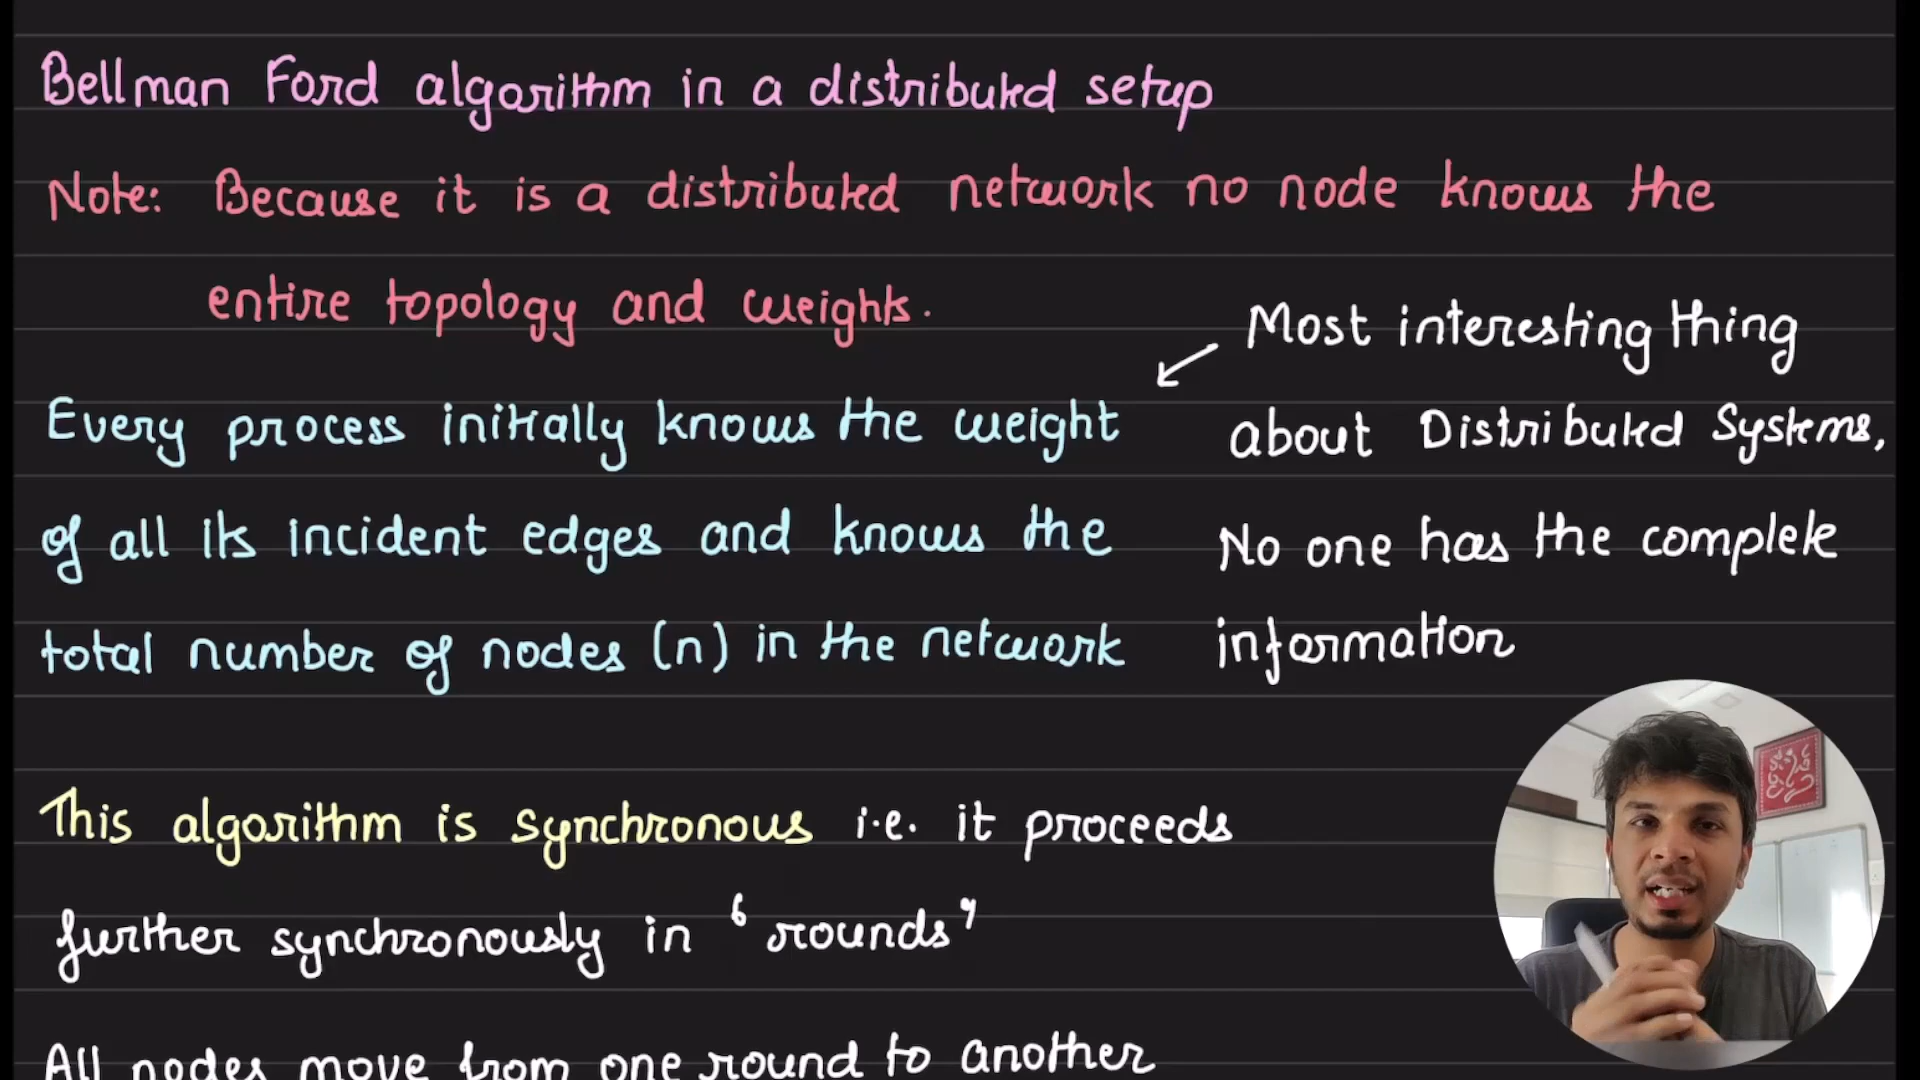 Bellman Ford algorithm in a distributed setup
Note: Because it is a distributed network no node knows the
entire topology and weights.
Most interesting thing
about Distributed Systems,
No one has the complete
information
Every process initially knows the weight
of all its incident edges and knows the
total number of nodes (n) in the network
This algorithm is synchronous i.e. it proceeds
further synchronously in "rounds"
All nodes move from one round to another